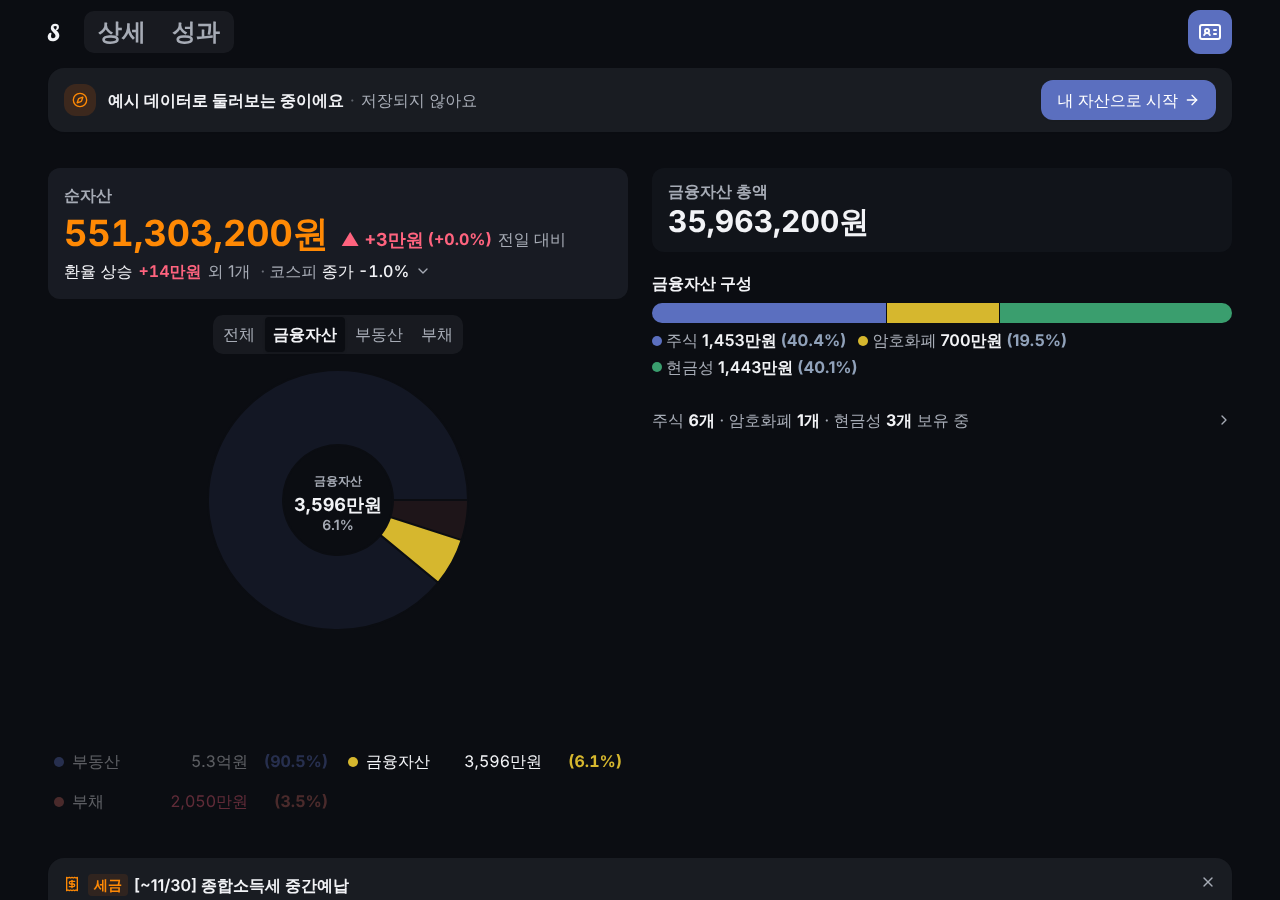 S
상세 성과
예시 데이터로 둘러보는 중이에요 · 저장되지 않아요
내 자산으로 시작 →
순자산
551,303,200원 ▲ +3만원 (+0.0%) 전일 대비
환율 상승 +14만원 외 1개 · 코스피 종가 -1.0%
전체 금융자산 부동산 부채
금융자산
3,596만원
6.1%
부동산 5.3억원 (90.5%) 금융자산 3,596만원 (6.1%)
부채 2,050만원 (3.5%)
금융자산 총액
35,963,200원
금융자산 구성
주식 1,453만원 (40.4%) 암호화폐 700만원 (19.5%)
현금성 1,443만원 (40.1%)
주식 6개 · 암호화폐 1개 · 현금성 3개 보유 중
세금 [~11/30] 종합소득세 중간예납